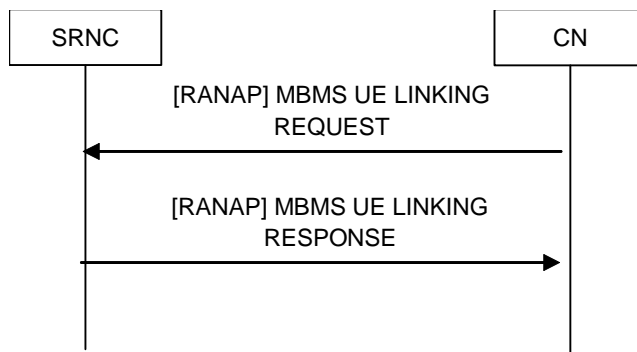 SRNC
CN
[RANAP] MBMS UE LINKING
REQUEST
[RANAP] MBMS UE LINKING
RESPONSE